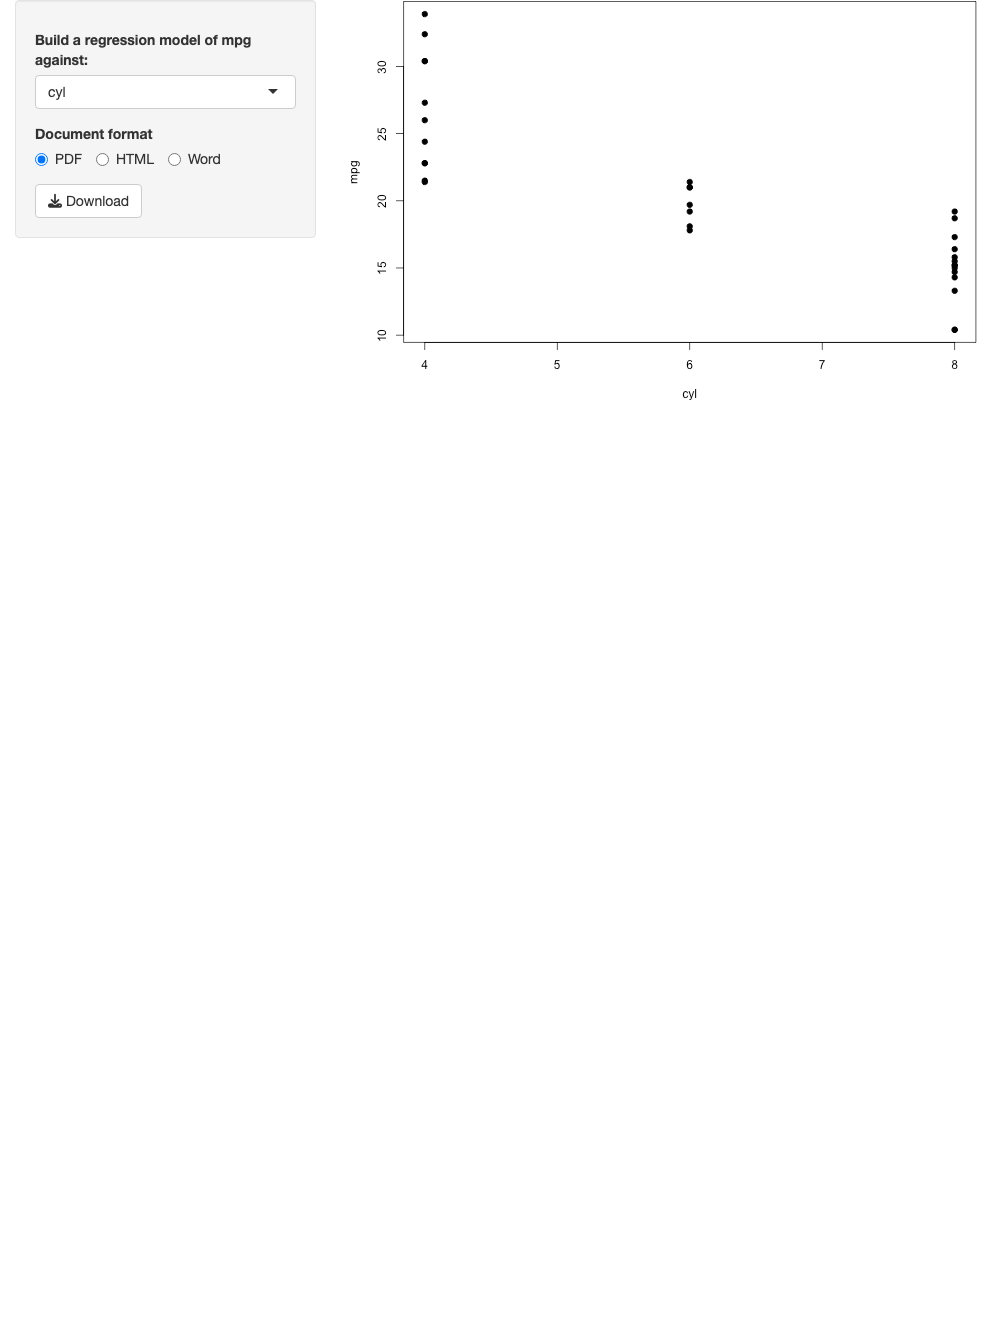 Build a regression model of mpg
against:
cyl
Document format
PDF HTML Word
Download
mpg
30
25
20
15
10
4 5 6 7 8
cyl